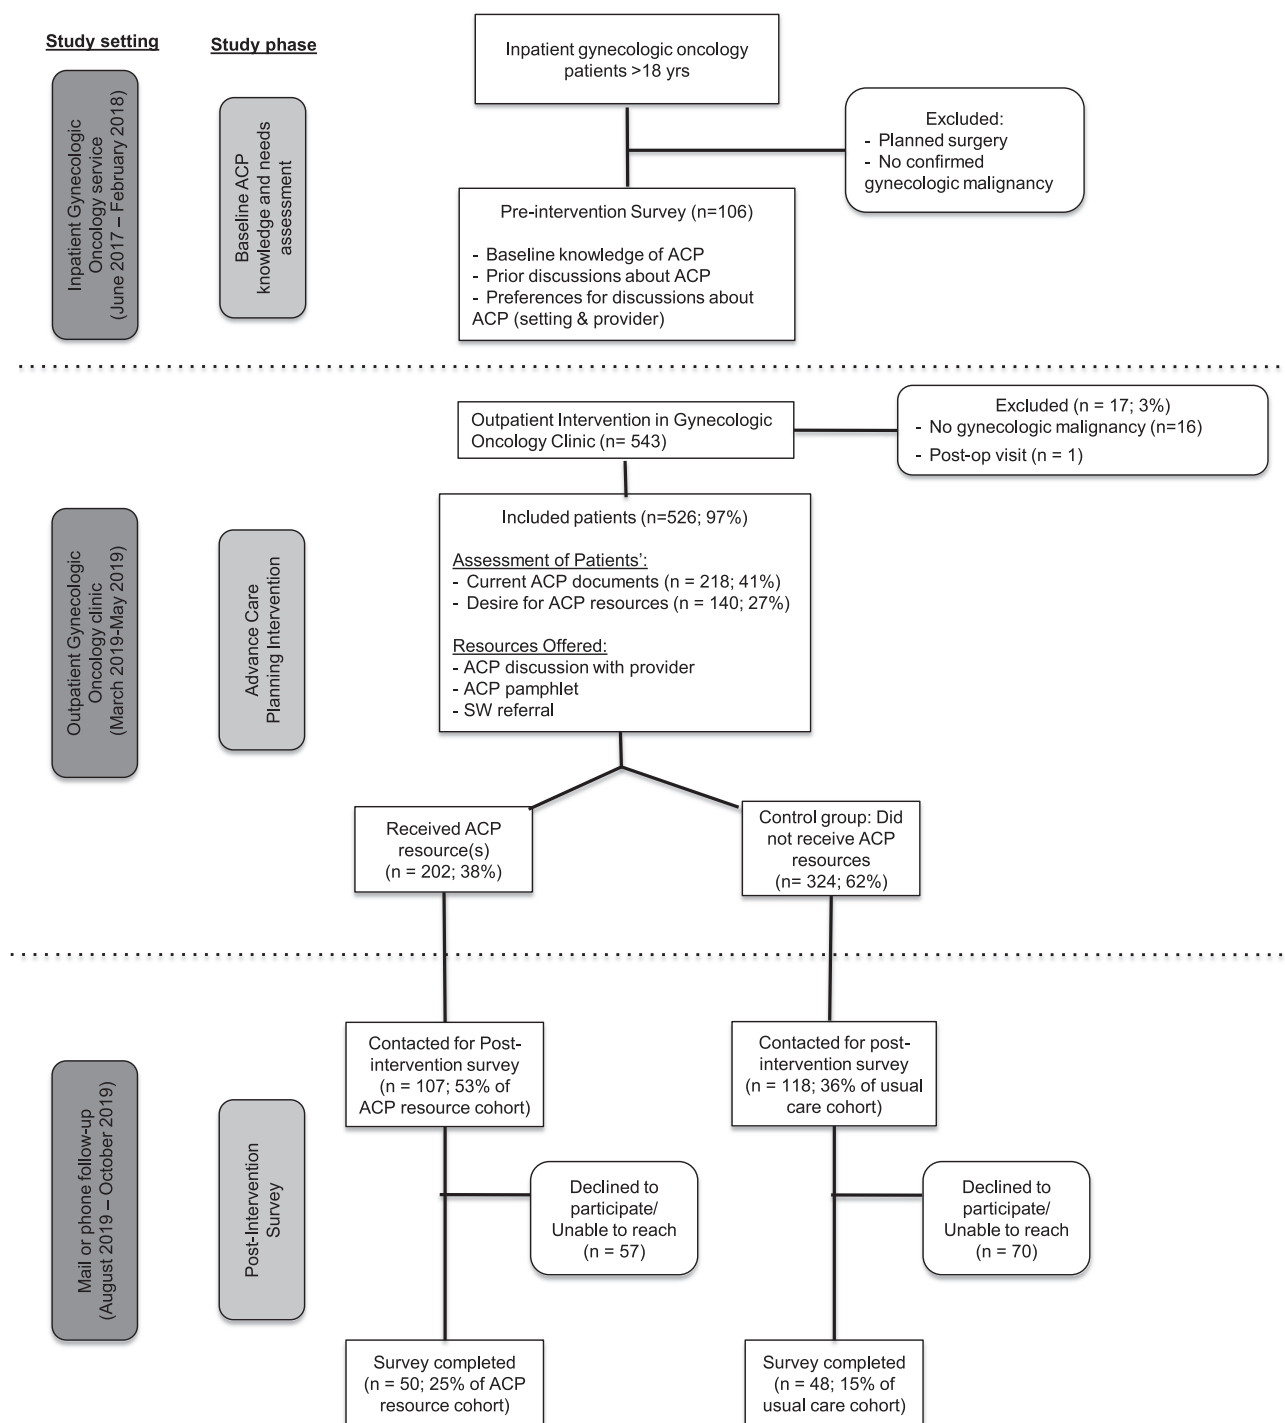 Study setting
Study phase
Inpatient Gynecologic
Oncology service
(June 2017 – February 2018)
Baseline ACP
knowledge and needs
assessment
Inpatient gynecologic oncology
patients >18 yrs
Excluded:
- Planned surgery
- No confirmed
gynecologic malignancy
Pre-intervention Survey (n=106)
- Baseline knowledge of ACP
- Prior discussions about ACP
- Preferences for discussions about
ACP (setting & provider)
Outpatient Gynecologic
Oncology clinic
(March 2019-May 2019)
Advance Care
Planning Intervention
Outpatient Intervention in Gynecologic
Oncology Clinic (n= 543)
Excluded (n = 17; 3%)
- No gynecologic malignancy (n=16)
- Post-op visit (n = 1)
Included patients (n=526; 97%)
Assessment of Patients':
- Current ACP documents (n = 218; 41%)
- Desire for ACP resources (n = 140; 27%)
Resources Offered:
- ACP discussion with provider
- ACP pamphlet
- SW referral
Received ACP
resource(s)
(n = 202; 38%)
Control group: Did
not receive ACP
resources
(n= 324; 62%)
Mail or phone follow-up
(August 2019 – October 2019)
Post-Intervention
Survey
Contacted for Post-
intervention survey
(n = 107; 53% of
ACP resource cohort)
Contacted for post-
intervention survey
(n = 118; 36% of usual
care cohort)
Declined to
participate/
Unable to reach
(n = 57)
Declined to
participate/
Unable to reach
(n = 70)
Survey completed
(n = 50; 25% of ACP
resource cohort)
Survey completed
(n = 48; 15% of
usual care cohort)